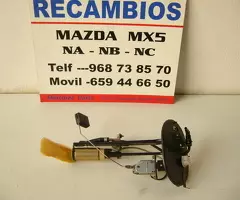 RECAMBIOS
MAZDA MX5
NA - NB - NC
Telf ---968 73 85 70
Movil -659 44 66 50